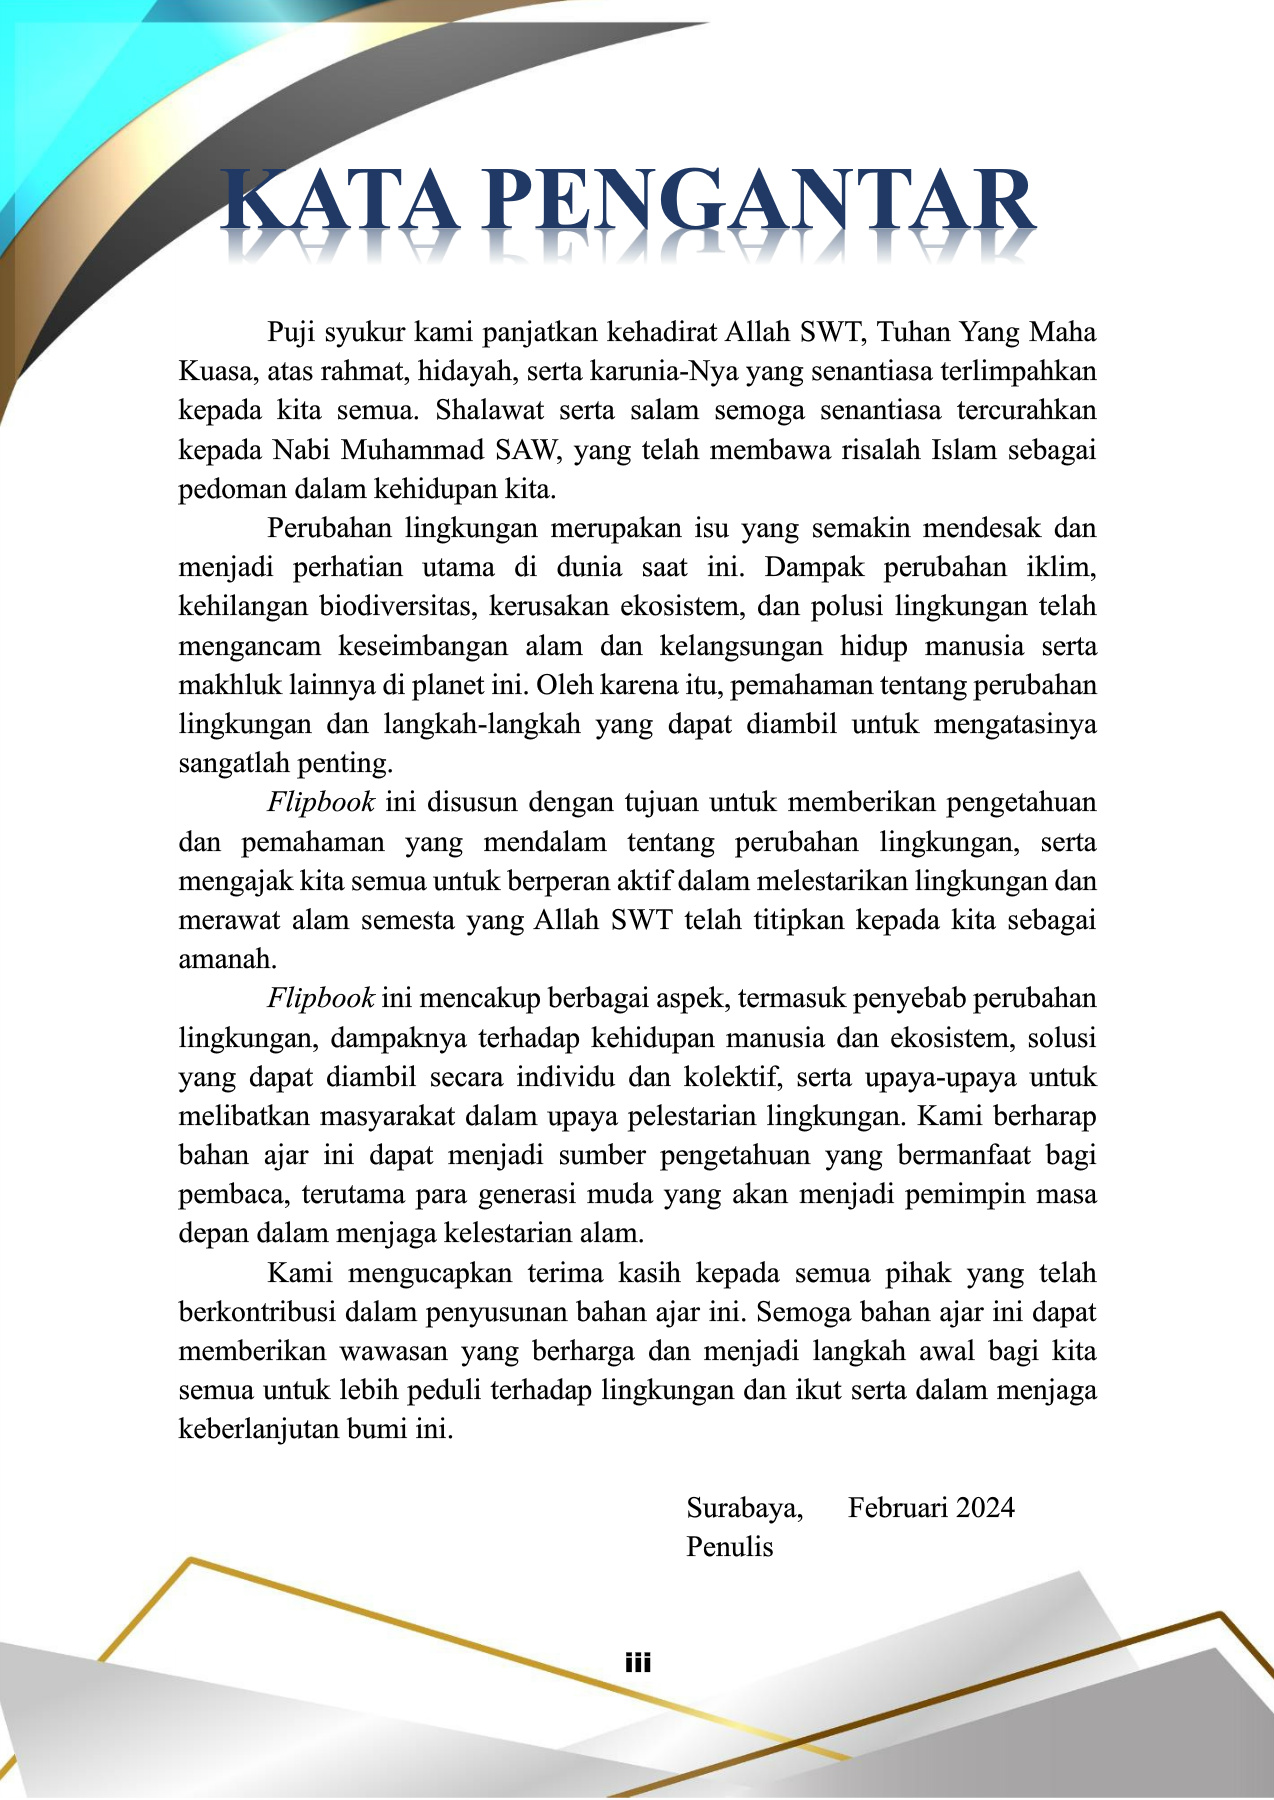 KATA PENGANTAR
Puji syukur kami panjatkan kehadirat Allah SWT, Tuhan Yang Maha
Kuasa, atas rahmat, hidayah, serta karunia-Nya yang senantiasa terlimpahkan
kepada kita semua. Shalawat serta salam semoga senantiasa tercurahkan
kepada Nabi Muhammad SAW, yang telah membawa risalah Islam sebagai
pedoman dalam kehidupan kita.
Perubahan lingkungan merupakan isu yang semakin mendesak dan
menjadi perhatian utama di dunia saat ini. Dampak perubahan iklim,
kehilangan biodiversitas, kerusakan ekosistem, dan polusi lingkungan telah
mengancam keseimbangan alam dan kelangsungan hidup manusia serta
makhluk lainnya di planet ini. Oleh karena itu, pemahaman tentang perubahan
lingkungan dan langkah-langkah yang dapat diambil untuk mengatasinya
sangatlah penting.
Flipbook ini disusun dengan tujuan untuk memberikan pengetahuan
dan pemahaman yang mendalam tentang perubahan lingkungan, serta
mengajak kita semua untuk berperan aktif dalam melestarikan lingkungan dan
merawat alam semesta yang Allah SWT telah titipkan kepada kita sebagai
amanah.
Flipbook ini mencakup berbagai aspek, termasuk penyebab perubahan
lingkungan, dampaknya terhadap kehidupan manusia dan ekosistem, solusi
yang dapat diambil secara individu dan kolektif, serta upaya-upaya untuk
melibatkan masyarakat dalam upaya pelestarian lingkungan. Kami berharap
bahan ajar ini dapat menjadi sumber pengetahuan yang bermanfaat bagi
pembaca, terutama para generasi muda yang akan menjadi pemimpin masa
depan dalam menjaga kelestarian alam.
Kami mengucapkan terima kasih kepada semua pihak yang telah
berkontribusi dalam penyusunan bahan ajar ini. Semoga bahan ajar ini dapat
memberikan wawasan yang berharga dan menjadi langkah awal bagi kita
semua untuk lebih peduli terhadap lingkungan dan ikut serta dalam menjaga
keberlanjutan bumi ini.
Surabaya, Februari 2024
Penulis
iii